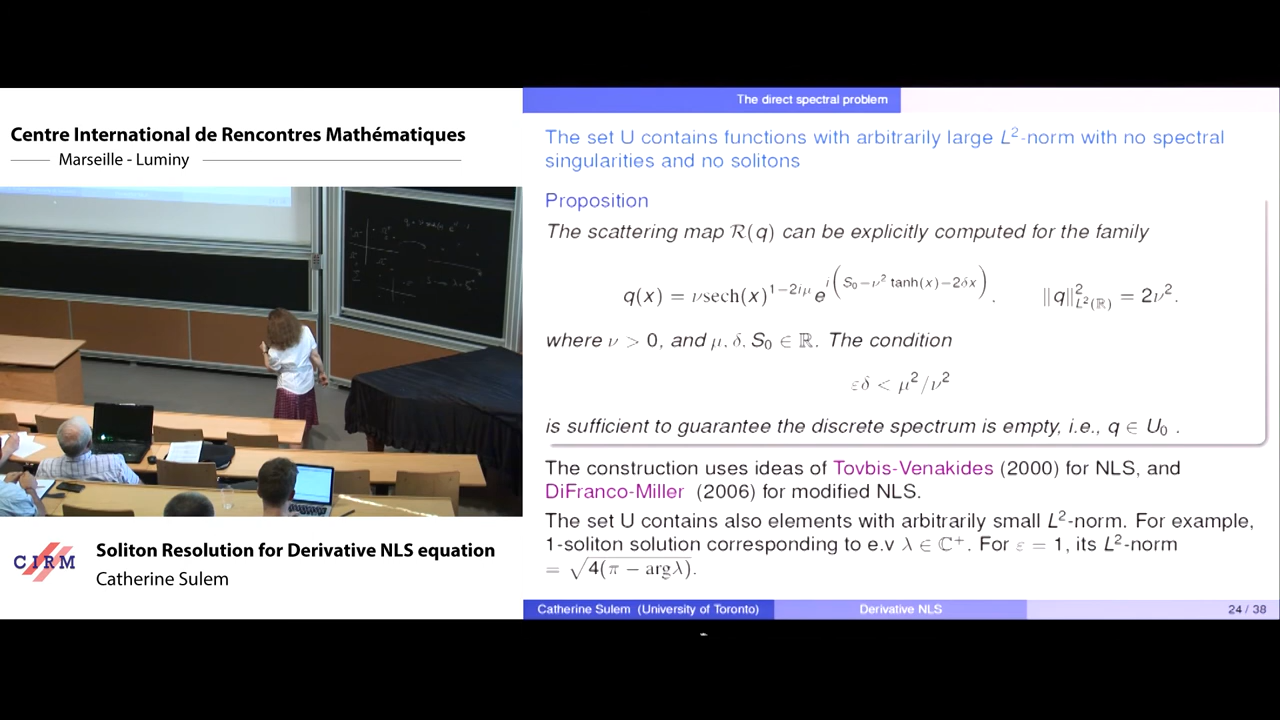 Centre International de Rencontres Mathématiques
Marseille - Luminy
CIRM
Soliton Resolution for Derivative NLS equation
Catherine Sulem
The direct spectral problem
The set U contains functions with arbitrarily large L²-norm with no spectral
singularities and no solitons
Proposition
The scattering map R(q) can be explicitly computed for the family
q(x) = νsech(x)^{1−2iμ} e^{i(S₀−ν² tanh(x)−2δx)}. ‖q‖²_{L²(ℝ)} = 2ν².
where ν > 0, and μ, δ, S₀ ∈ ℝ. The condition
εδ < μ²/ν²
is sufficient to guarantee the discrete spectrum is empty, i.e., q ∈ U₀ .
The construction uses ideas of Tovbis-Venakides (2000) for NLS, and
DiFranco-Miller (2006) for modified NLS.
The set U contains also elements with arbitrarily small L²-norm. For example,
1-soliton solution corresponding to e.v λ ∈ ℂ⁺. For ε = 1, its L²-norm
= √4(π − argλ).
Catherine Sulem (University of Toronto)
Derivative NLS
24 / 38